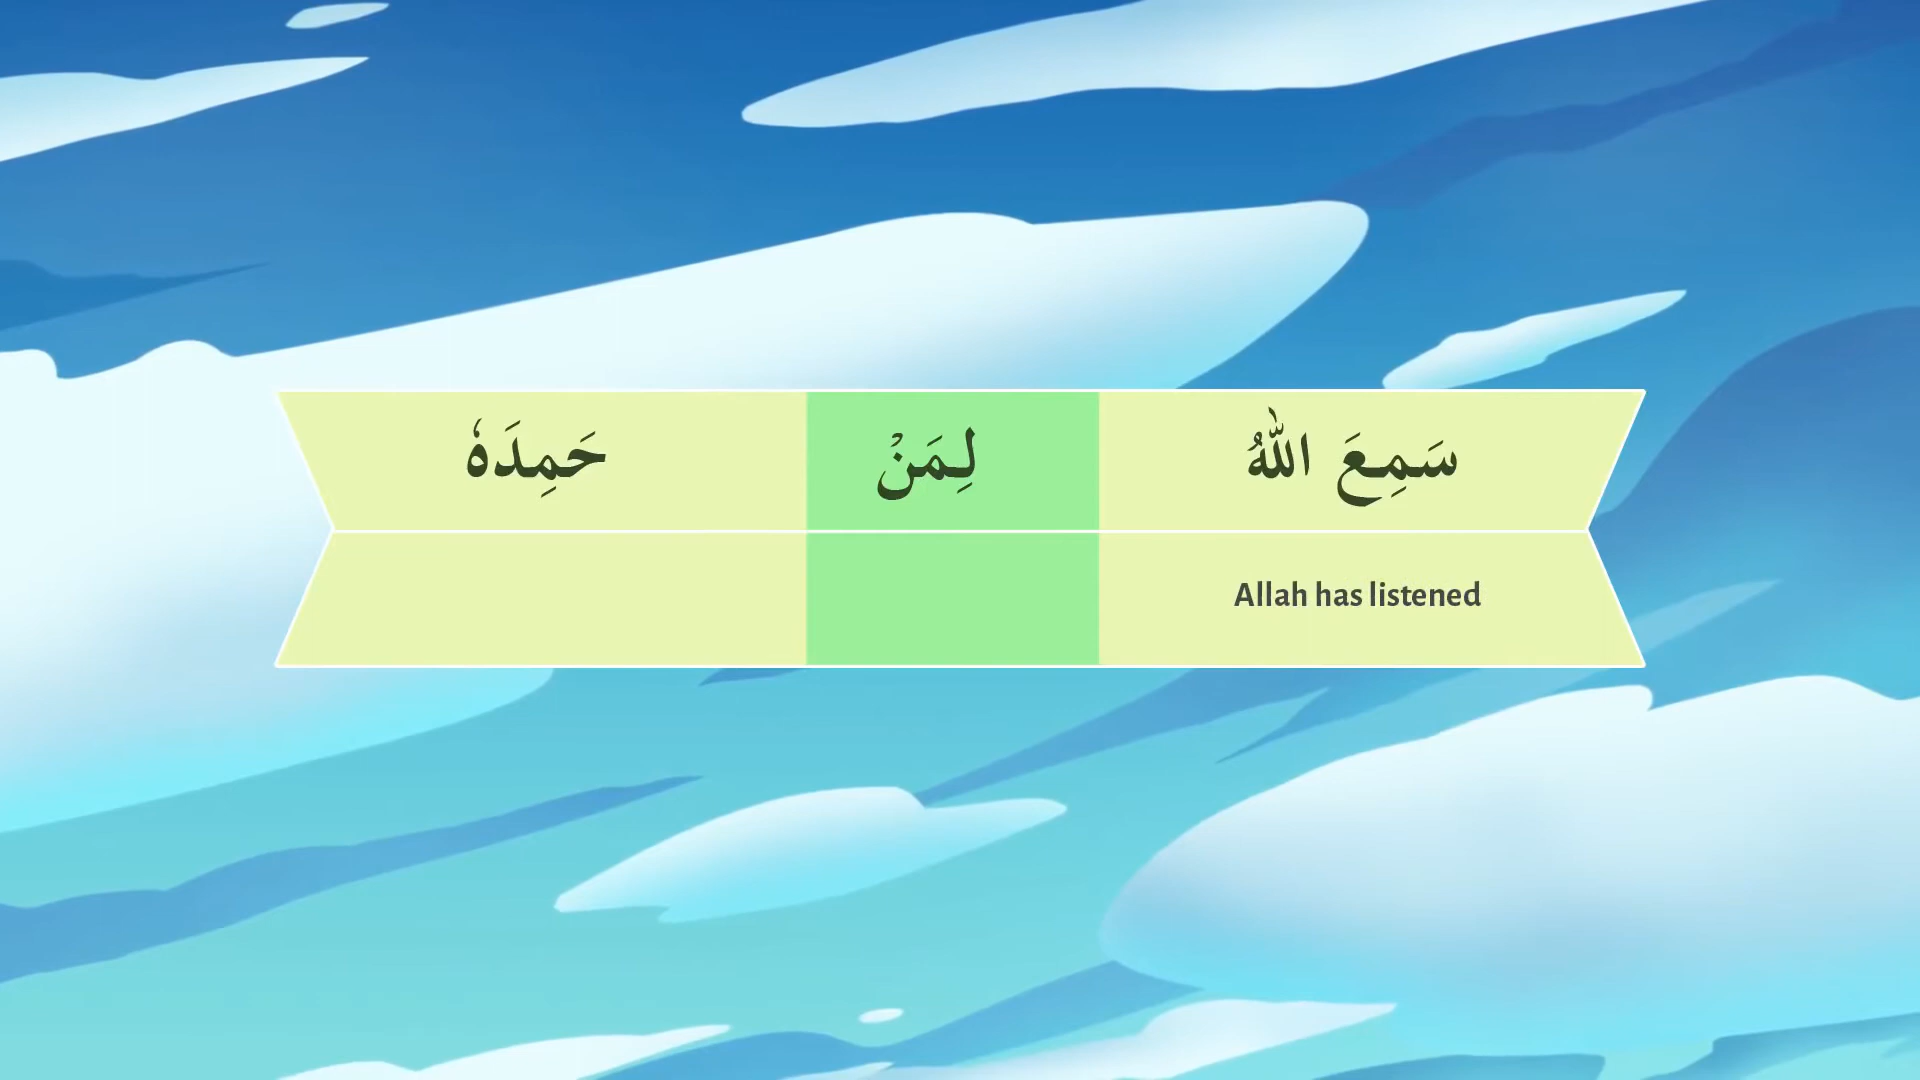 سَمِعَ اللّٰهُ لِمَنْ حَمِدَهٗ
Allah has listened